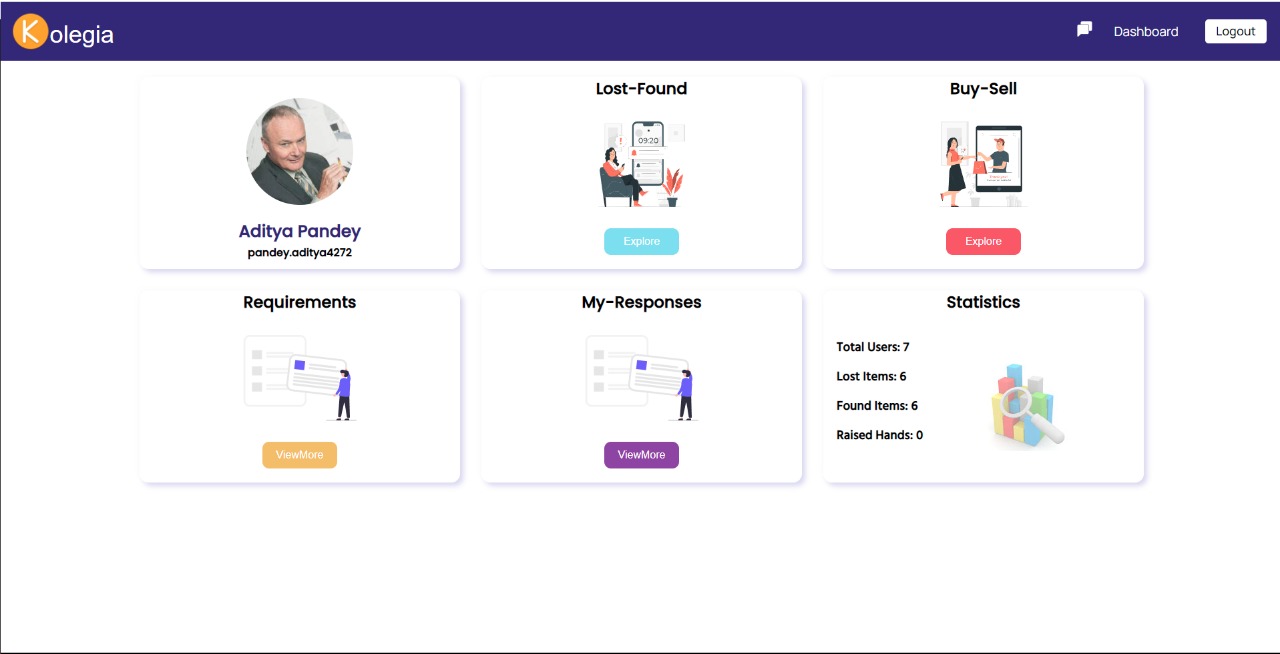 Kolegia
Dashboard
Logout
Aditya Pandey
pandey.aditya4272
Lost-Found
09:20
Explore
Buy-Sell
Explore
Requirements
ViewMore
My-Responses
ViewMore
Statistics
Total Users: 7
Lost Items: 6
Found Items: 6
Raised Hands: 0